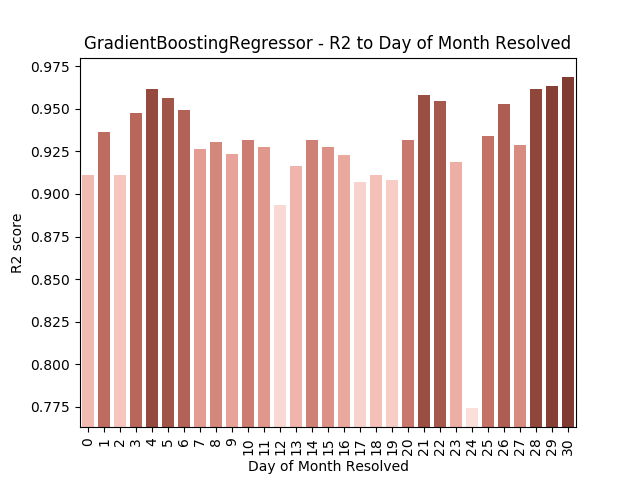 GradientBoostingRegressor - R2 to Day of Month Resolved
0.975
0.950
0.925
0.900
0.875
0.850
0.825
0.800
0.775
R2 score
0 1 2 3 4 5 6 7 8 9 10 11 12 13 14 15 16 17 18 19 20 21 22 23 24 25 26 27 28 29 30
Day of Month Resolved